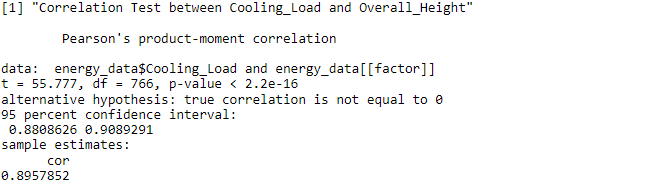 [1] "Correlation Test between Cooling_Load and Overall_Height"
Pearson's product-moment correlation
data:  energy_data$Cooling_Load and energy_data[[factor]]
t = 55.777, df = 766, p-value < 2.2e-16
alternative hypothesis: true correlation is not equal to 0
95 percent confidence interval:
 0.8808626 0.9089291
sample estimates:
cor
0.8957852